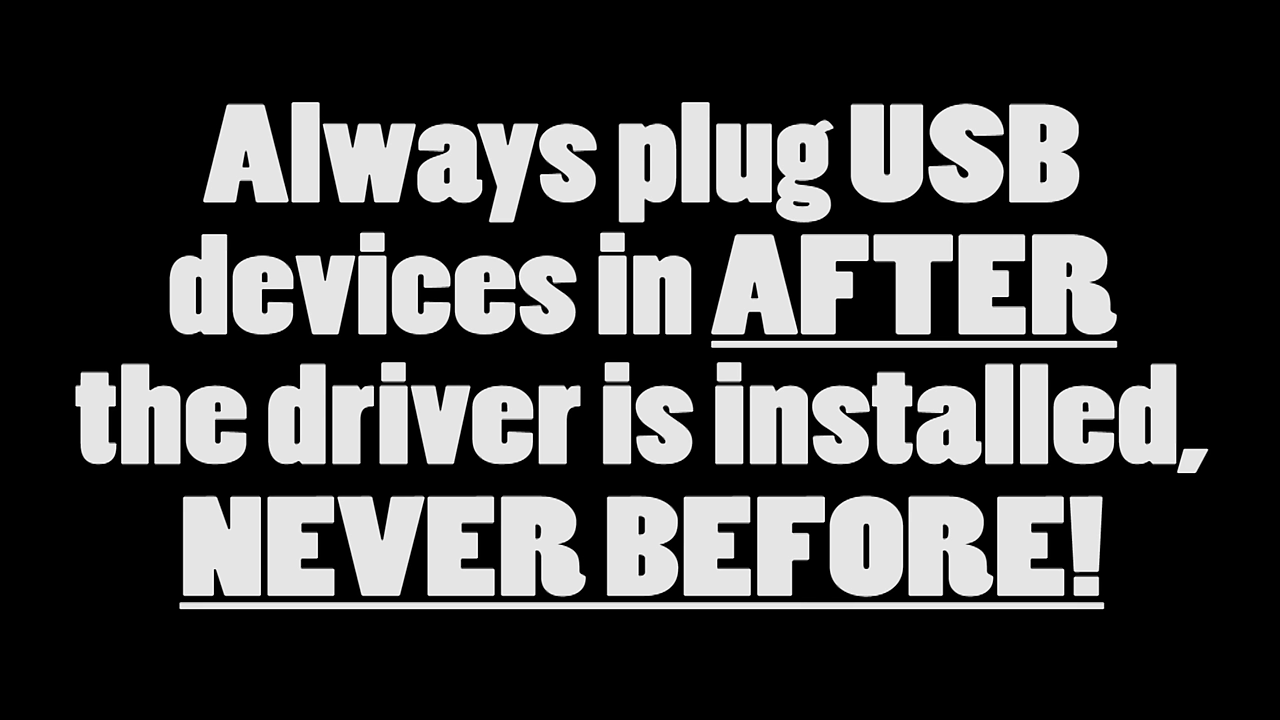 Always plug USB
devices in AFTER
the driver is installed,
NEVER BEFORE!